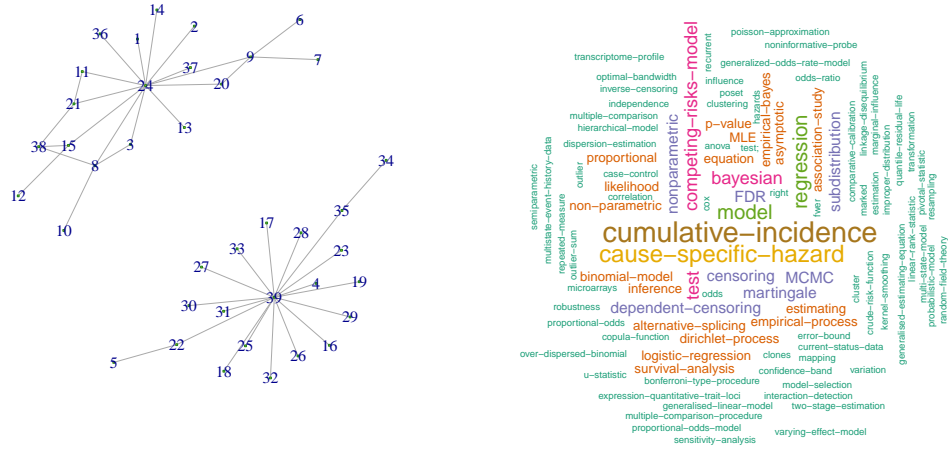 14
6
36
1
2
9
7
11
37
24
20
21
13
38
15
3
8
12
10
34
17
35
28
33
23
27
4
19
39
30
31
29
22
25
16
5
18
26
32
poisson−approximation
noninformative−probe
transcriptome−profile
recurrent
generalized−odds−rate−model
optimal−bandwidth
influence
odds−ratio
inverse−censoring
poset
independence
clustering
hazards
empirical−bayes
asymptotic
association−study
linkage−disequilibrium
marginal−influence
quantile−residual−life
transformation
multiple−comparison
hierarchical−model
p−value
MLE
anova
test;
dispersion−estimation
proportional
equation
competing−risks−model
nonparametric
regression
subdistribution
comparative−calibration
marked
estimation
improper−distribution
pivotal−statistic
resampling
semiparametric
multistate−event−history−data
repeated−measure
outlier
outlier−sum
case−control
likelihood
correlation
non−parametric
bayesian
FDR
right
cox
model
fwer
cumulative−incidence
cause−specific−hazard
linear−rank−statistic
generalised−estimating−equation
multi−state−model
probabilistic−model
random−field−theory
binomial−model
test
censoring
MCMC
cluster
crude−risk−function
kernel−smoothing
microarrays
inference
odds
martingale
robustness
dependent−censoring
estimating
proportional−odds
alternative−splicing
empirical−process
copula−function
dirichlet−process
error−bound
current−status−data
over−dispersed−binomial
logistic−regression
clones
mapping
survival−analysis
confidence−band
variation
u−statistic
bonferroni−type−procedure
model−selection
expression−quantitative−trait−loci
interaction−detection
generalised−linear−model
two−stage−estimation
multiple−comparison−procedure
proportional−odds−model
varying−effect−model
sensitivity−analysis